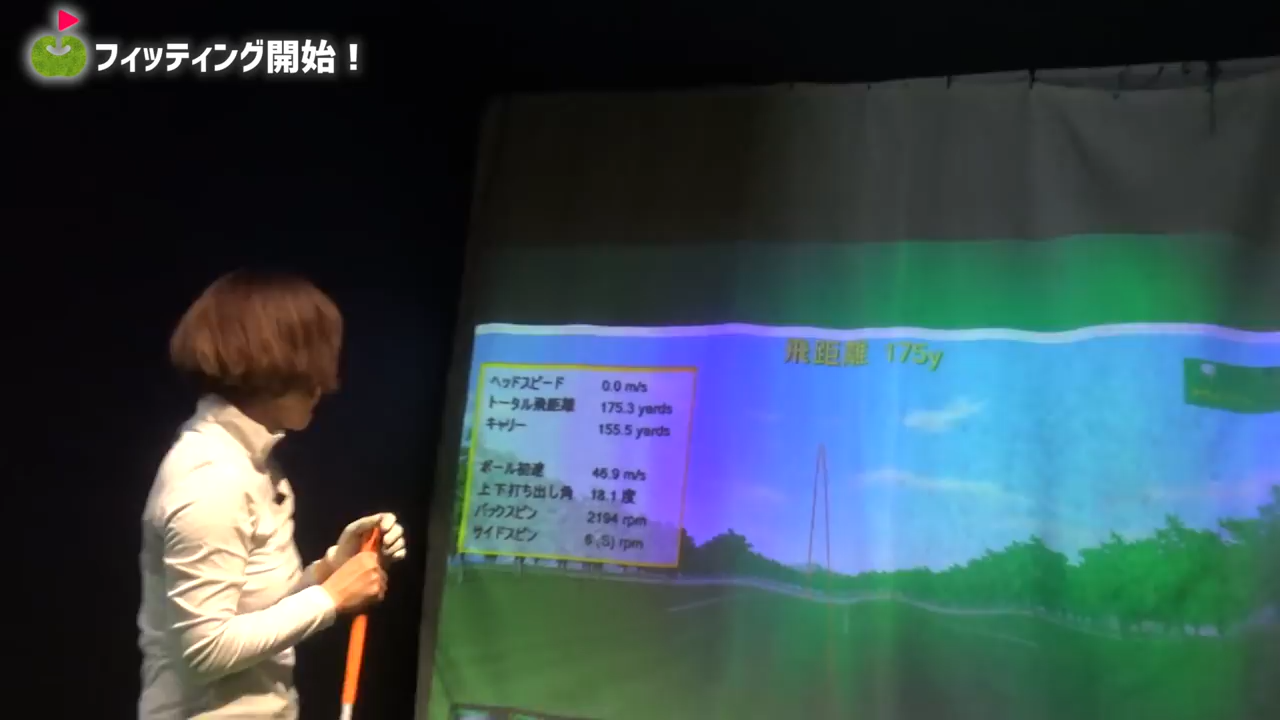 フィッティング開始！
飛距離 175y
ヘッドスピード 0.0 m/s
トータル飛距離 175.3 yards
キャリー 155.5 yards
ボール初速 46.9 m/s
上下打ち出し角 18.1 度
バックスピン 2194 rpm
サイドスピン 6 (S) rpm